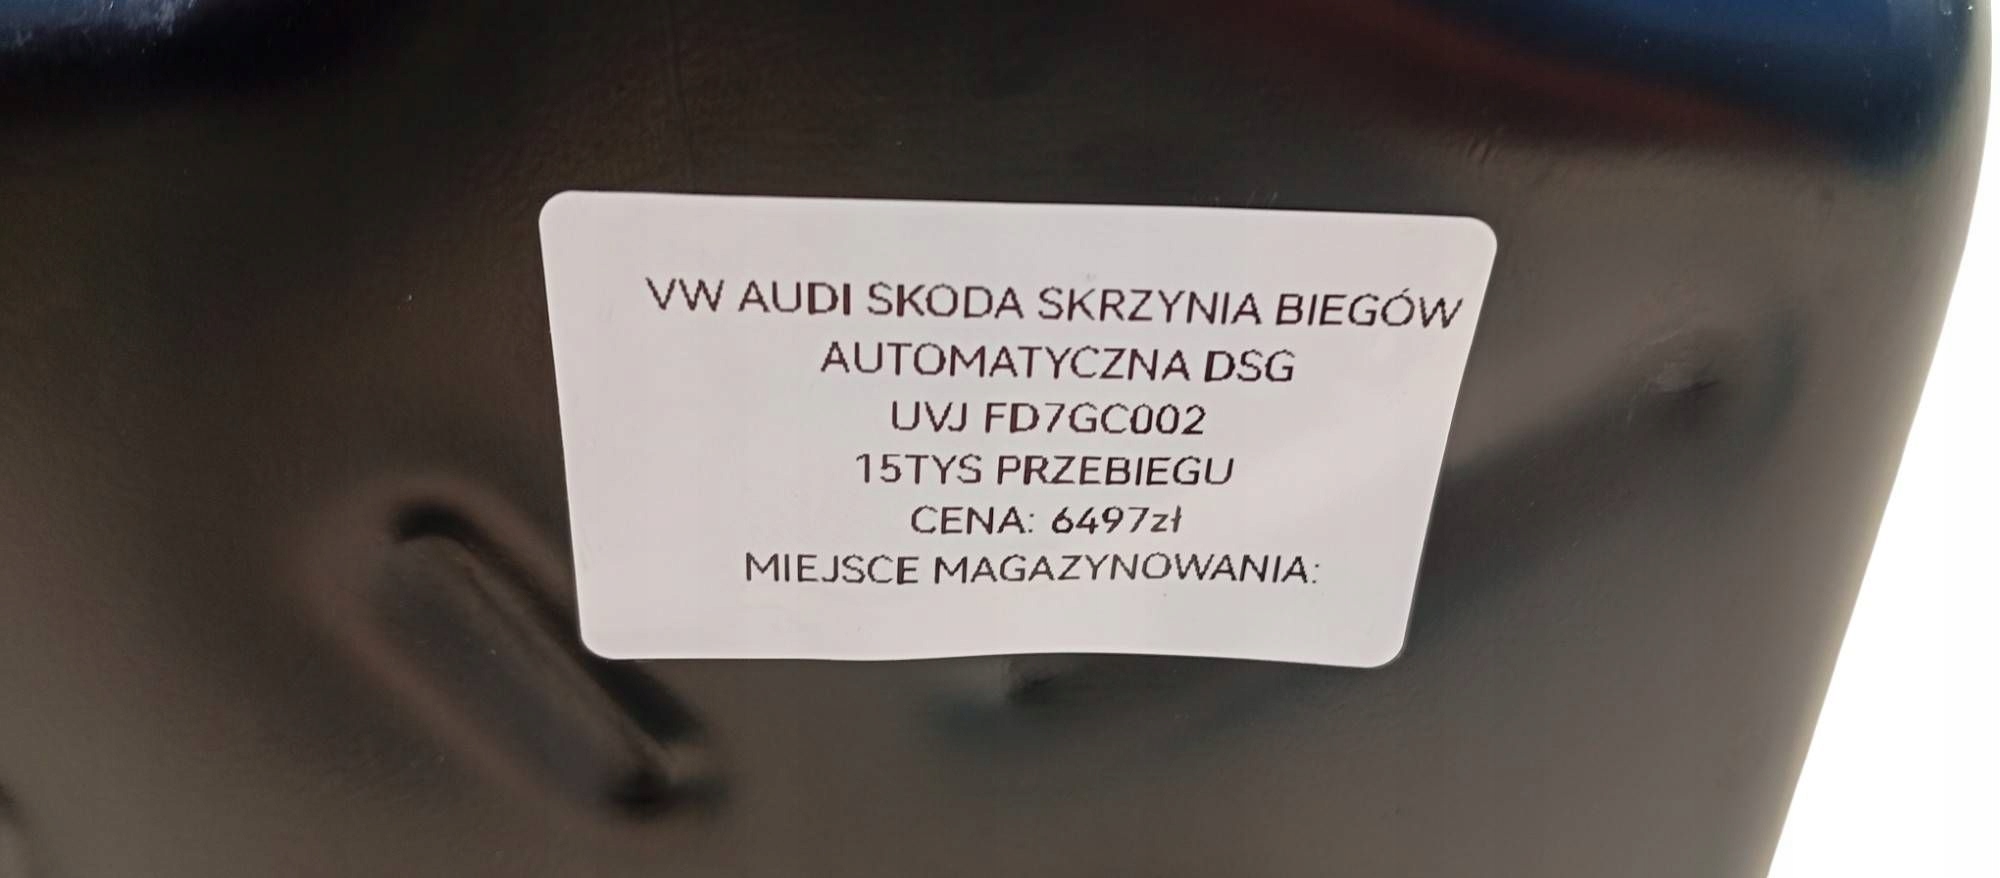 VW AUDI SKODA SKRZYNIA BIEGÓW
AUTOMATYCZNA DSG
UVJ FD7GC002
15TYS PRZEBIEGU
CENA: 6497zł
MIEJSCE MAGAZYNOWANIA: